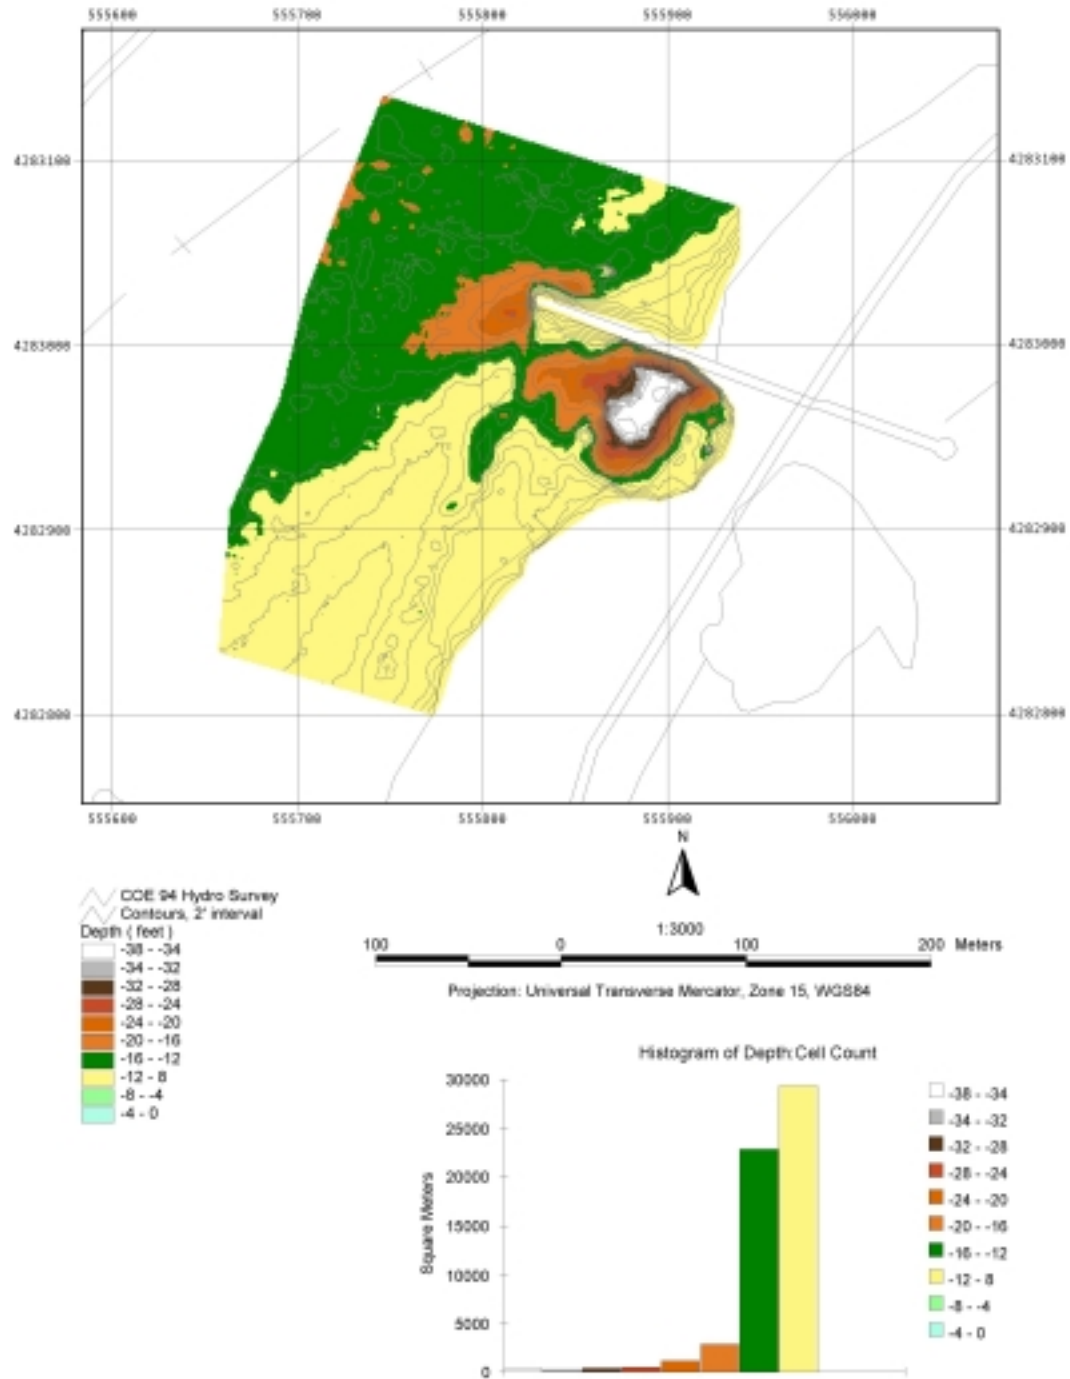 555600 555700 555800 555900 556000
4283100 4283100
4283000 4283000
4282900 4282900
4282800 4282800
555600 555700 555800 555900 556000
N
COE 94 Hydro Survey
Contours, 2' interval
Depth ( feet )
-38 - -34
-34 - -32
-32 - -28
-28 - -24
-24 - -20
-20 - -16
-16 - -12
-12 - 8
-8 - -4
-4 - 0
1:3000
100 0 100 200 Meters
Projection: Universal Transverse Mercator, Zone 15, WGS84
Histogram of Depth:Cell Count
Square Meters
30000
25000
20000
15000
10000
5000
0
-38 - -34
-34 - -32
-32 - -28
-28 - -24
-24 - -20
-20 - -16
-16 - -12
-12 - 8
-8 - -4
-4 - 0